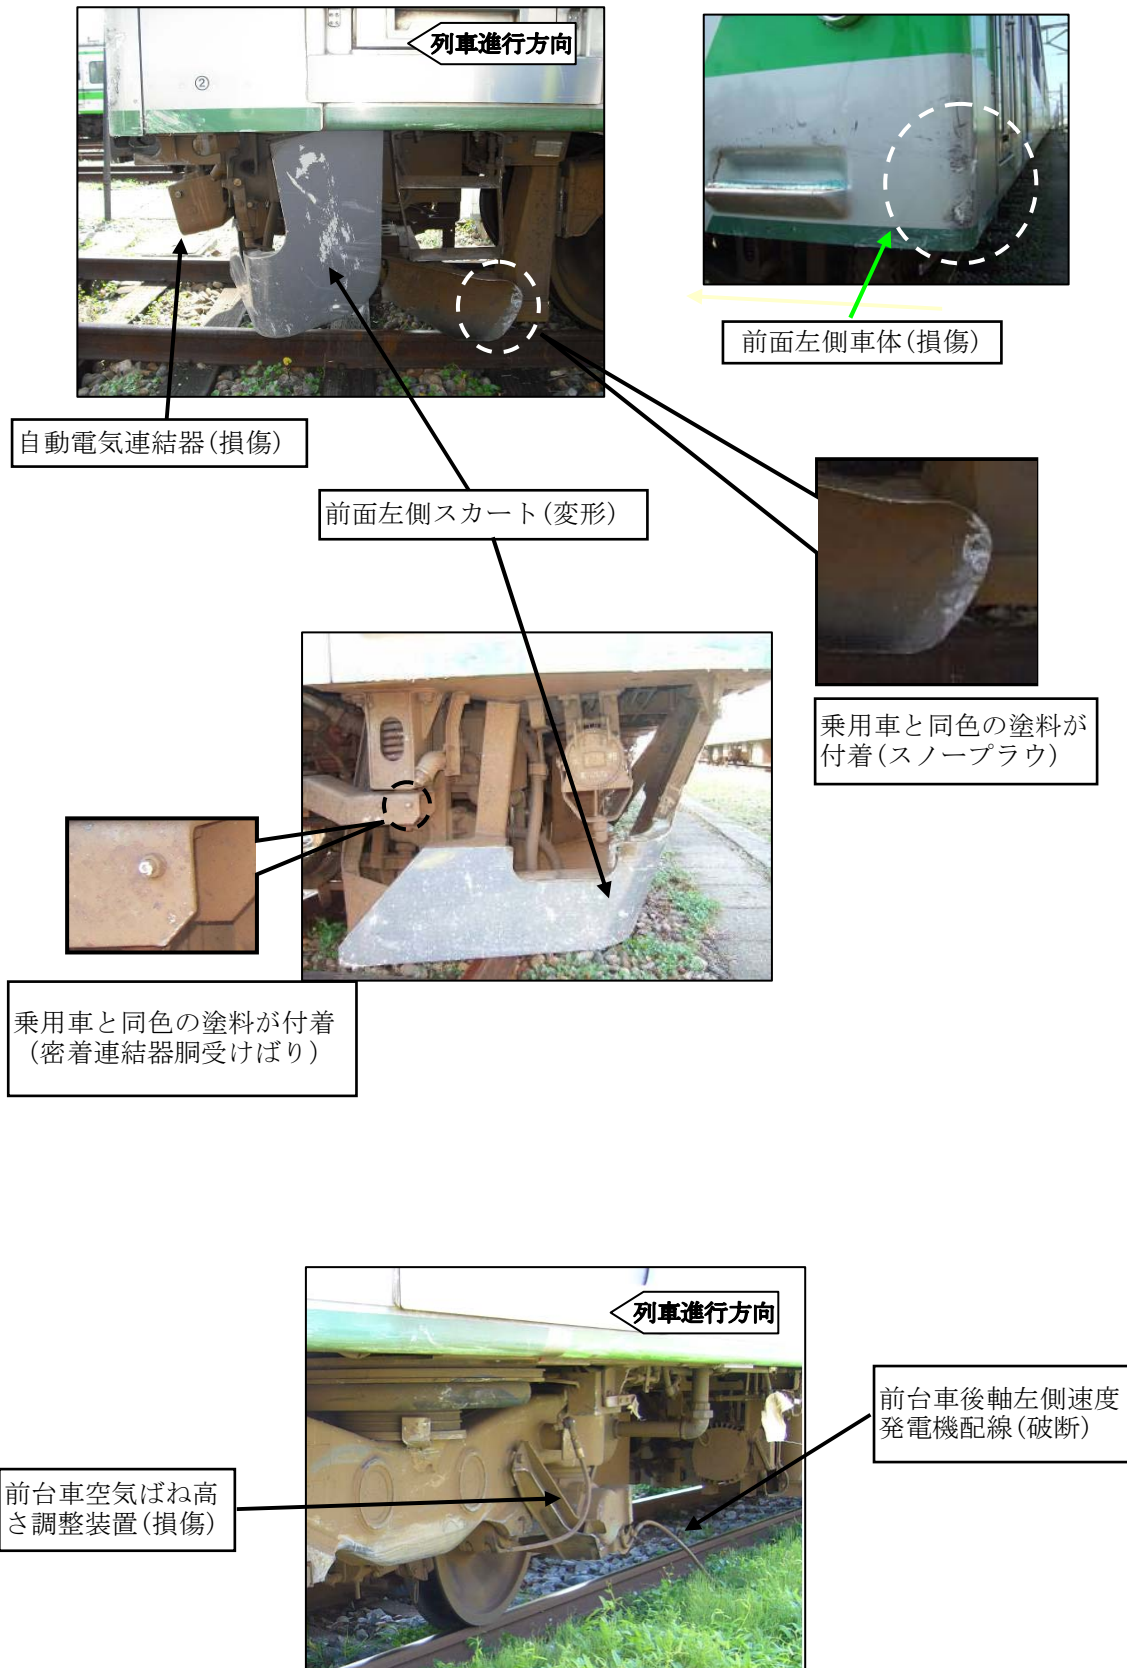 列車進行方向
②
前面左側車体(損傷)
自動電気連結器(損傷)
前面左側スカート(変形)
乗用車と同色の塗料が
付着(スノープラウ)
乗用車と同色の塗料が付着
(密着連結器胴受けばり)
列車進行方向
前台車後軸左側速度
発電機配線(破断)
前台車空気ばね高
さ調整装置(損傷)